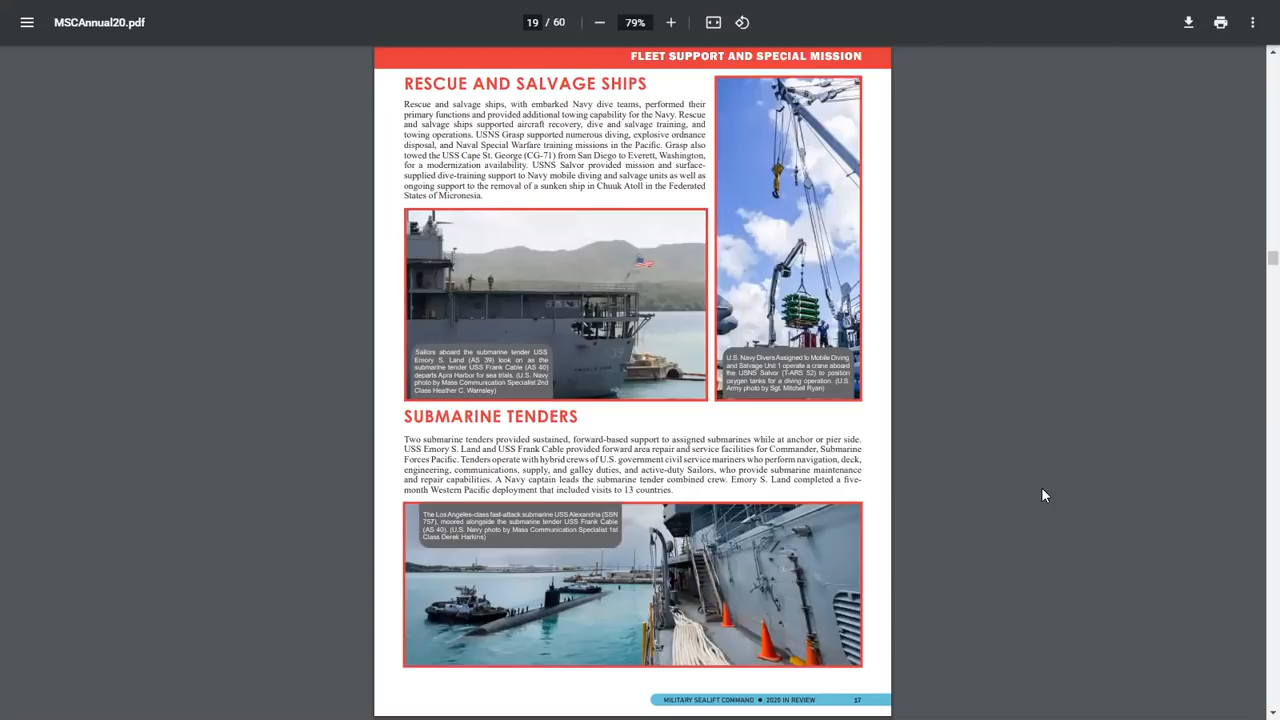 MSCAnnual20.pdf
19 / 60
79%
FLEET SUPPORT AND SPECIAL MISSION
RESCUE AND SALVAGE SHIPS
Rescue and salvage ships, with embarked Navy dive teams, performed their
primary functions and provided additional towing capability for the Navy. Rescue
and salvage ships supported aircraft recovery, dive and salvage training, and
towing operations. USNS Grasp supported numerous diving, explosive ordnance
disposal, and Naval Special Warfare training missions in the Pacific. Grasp also
towed the USS Cape St. George (CG-71) from San Diego to Everett, Washington,
for a modernization availability. USNS Salvor provided mission and surface-
supplied dive-training support to Navy mobile diving and salvage units as well as
ongoing support to the removal of a sunken ship in Chuuk Atoll in the Federated
States of Micronesia.
Sailors aboard the submarine tender USS
Emory S. Land (AS 39) look on as the
submarine tender USS Frank Cable (AS 40)
departs Apra Harbor for sea trials. (U.S. Navy
photo by Mass Communication Specialist 2nd
Class Heather C. Wamsley)
U.S. Navy Divers Assigned to Mobile Diving
and Salvage Unit 1 operate a crane aboard
the USNS Salvor (T-ARS 52) to position
oxygen tanks for a diving operation. (U.S.
Army photo by Sgt. Mitchell Ryan)
SUBMARINE TENDERS
Two submarine tenders provided sustained, forward-based support to assigned submarines while at anchor or pier side.
USS Emory S. Land and USS Frank Cable provided forward area repair and service facilities for Commander, Submarine
Forces Pacific. Tenders operate with hybrid crews of U.S. government civil service mariners who perform navigation, deck,
engineering, communications, supply, and galley duties, and active-duty Sailors, who provide submarine maintenance
and repair capabilities. A Navy captain leads the submarine tender combined crew. Emory S. Land completed a five-
month Western Pacific deployment that included visits to 13 countries.
The Los Angeles-class fast-attack submarine USS Alexandria (SSN
757), moored alongside the submarine tender USS Frank Cable
(AS 40). (U.S. Navy photo by Mass Communication Specialist 1st
Class Derek Harkins)
MILITARY SEALIFT COMMAND ● 2020 IN REVIEW 17